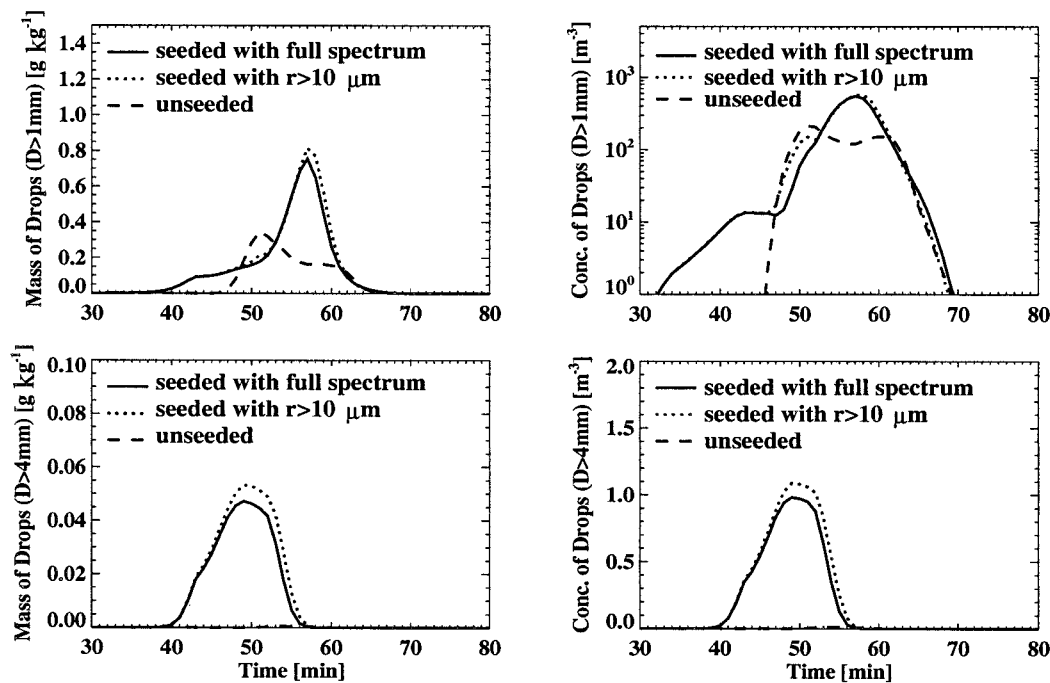 Mass of Drops (D>1mm) [g kg-1]
1.4
1.2
1.0
0.8
0.6
0.4
0.2
0.0
seeded with full spectrum
seeded with r>10 μm
unseeded
30 40 50 60 70 80
Conc. of Drops (D>1mm) [m-3]
10³
10²
10¹
10⁰
seeded with full spectrum
seeded with r>10 μm
unseeded
30 40 50 60 70 80
Mass of Drops (D>4mm) [g kg-1]
0.10
0.08
0.06
0.04
0.02
0.00
seeded with full spectrum
seeded with r>10 μm
unseeded
30 40 50 60 70 80
Time [min]
Conc. of Drops (D>4mm) [m-3]
2.0
1.5
1.0
0.5
0.0
seeded with full spectrum
seeded with r>10 μm
unseeded
30 40 50 60 70 80
Time [min]